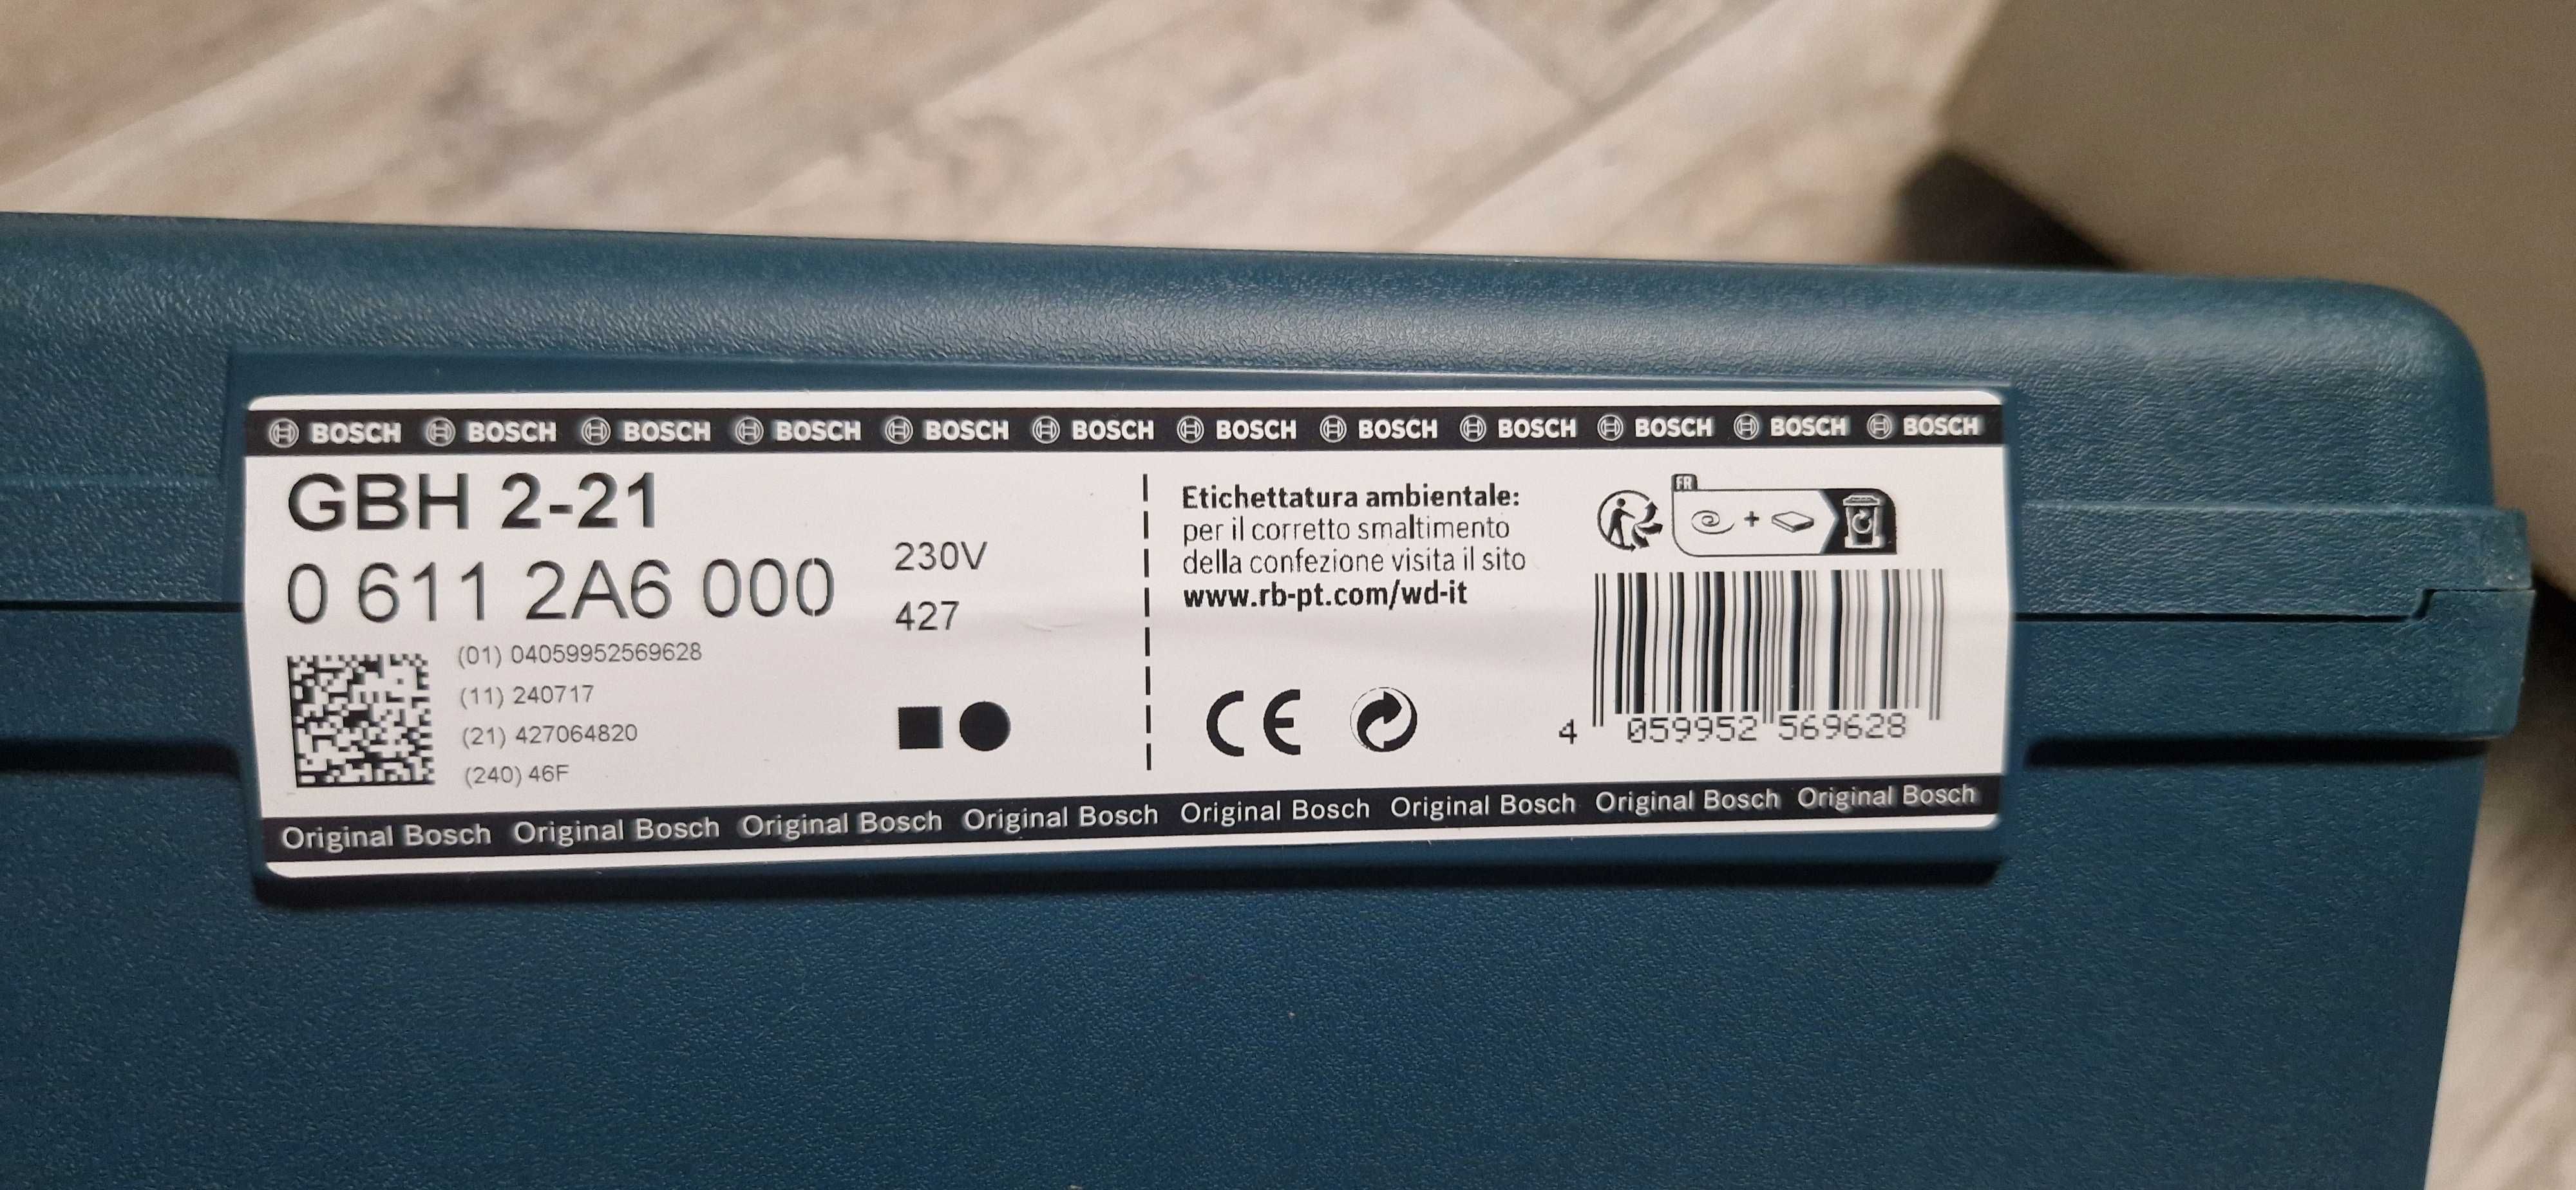 BOSCH BOSCH BOSCH BOSCH BOSCH BOSCH BOSCH BOSCH BOSCH BOSCH BOSCH BOSCH
GBH 2-21
0 611 2A6 000
230V
427
(01) 04059952569628
(11) 240717
(21) 427064820
(240) 46F
Etichettatura ambientale:
per il corretto smaltimento
della confezione visita il sito
www.rb-pt.com/wd-it
CE
FR
+
4 059952 569628
Original Bosch Original Bosch Original Bosch Original Bosch Original Bosch Original Bosch Original Bosch Original Bosch